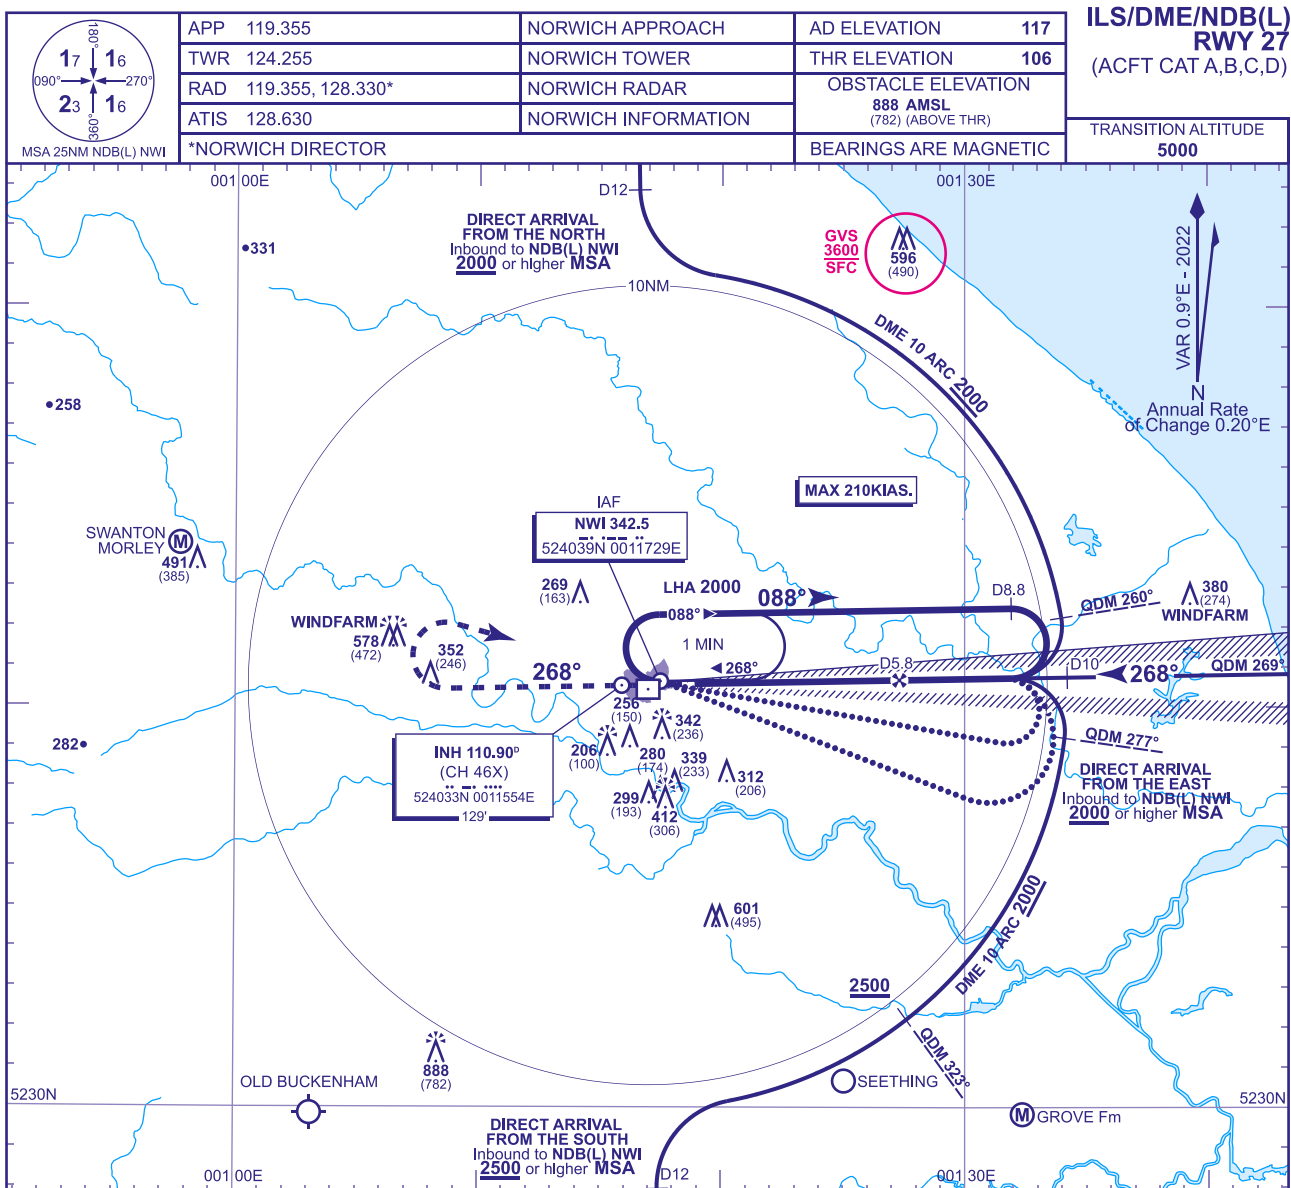 ILS/DME/NDB(L)
RWY 27
(ACFT CAT A,B,C,D)
TRANSITION ALTITUDE
5000
180°
17 16
090° 270°
23 16
360°
MSA 25NM NDB(L) NWI
APP 119.355 NORWICH APPROACH AD ELEVATION 117
TWR 124.255 NORWICH TOWER THR ELEVATION 106
RAD 119.355, 128.330* NORWICH RADAR OBSTACLE ELEVATION
888 AMSL
(782) (ABOVE THR)
ATIS 128.630 NORWICH INFORMATION
*NORWICH DIRECTOR BEARINGS ARE MAGNETIC
001 00E
001 30E
D12
DIRECT ARRIVAL
FROM THE NORTH
Inbound to NDB(L) NWI
2000 or higher MSA
331
GVS
3600
SFC
596
(490)
10NM
VAR 0.9°E - 2022
N
Annual Rate
of Change 0.20°E
DME 10 ARC 2000
258
MAX 210KIAS.
IAF
NWI 342.5
524039N 0011729E
SWANTON
MORLEY
M
491
(385)
269
(163)
LHA 2000
088°
088°
D8.8
QDM 260°
380
(274)
WINDFARM
WINDFARM
578
(472)
352
(246)
1 MIN
268°
268°
D5.8
D10
268°
QDM 269°
256
(150)
342
(236)
206
(100)
280
(174)
339
(233)
312
(206)
299
(193)
412
(306)
282
INH 110.90ᴰ
(CH 46X)
524033N 0011554E
129'
QDM 277°
DIRECT ARRIVAL
FROM THE EAST
Inbound to NDB(L) NWI
2000 or higher MSA
601
(495)
DME 10 ARC 2000
2500
QDM 323°
888
(782)
OLD BUCKENHAM
SEETHING
5230N
5230N
M GROVE Fm
DIRECT ARRIVAL
FROM THE SOUTH
Inbound to NDB(L) NWI
2500 or higher MSA
D12
001 00E
001 30E